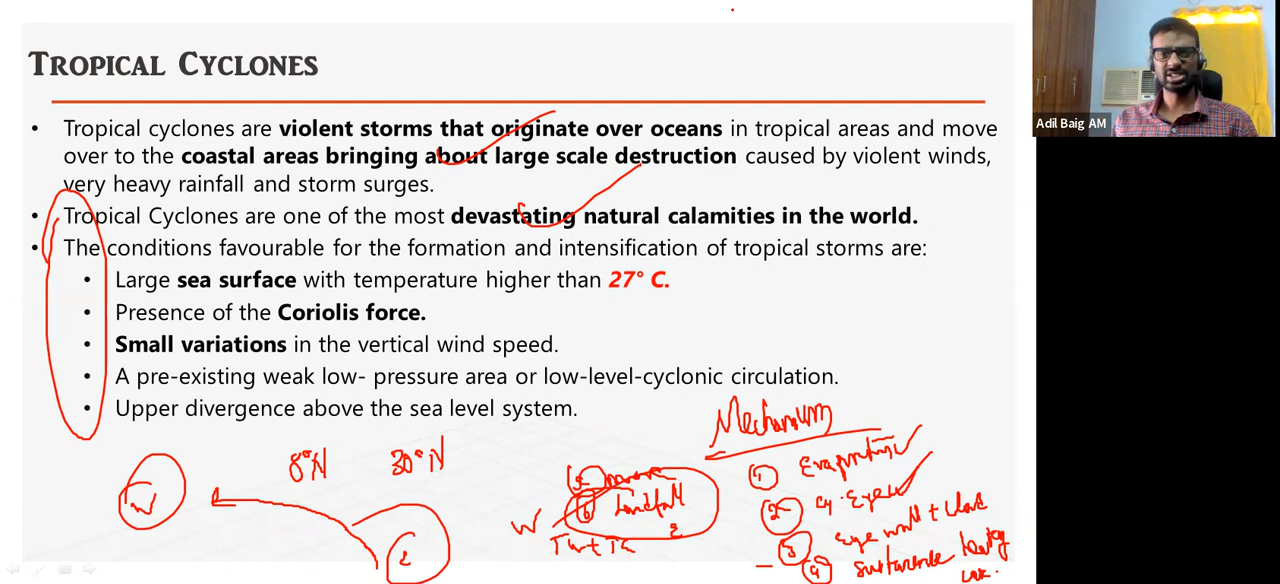 TROPICAL CYCLONES
Adil Baig AM
• Tropical cyclones are violent storms that originate over oceans in tropical areas and move
over to the coastal areas bringing about large scale destruction caused by violent winds,
very heavy rainfall and storm surges.
• Tropical Cyclones are one of the most devastating natural calamities in the world.
• The conditions favourable for the formation and intensification of tropical storms are:
• Large sea surface with temperature higher than 27° C.
• Presence of the Coriolis force.
• Small variations in the vertical wind speed.
• A pre-existing weak low- pressure area or low-level-cyclonic circulation.
• Upper divergence above the sea level system.
Mechanism
8°N 30°N
1
2
3 Eye wall +
4
W
6 Landfall
W
E